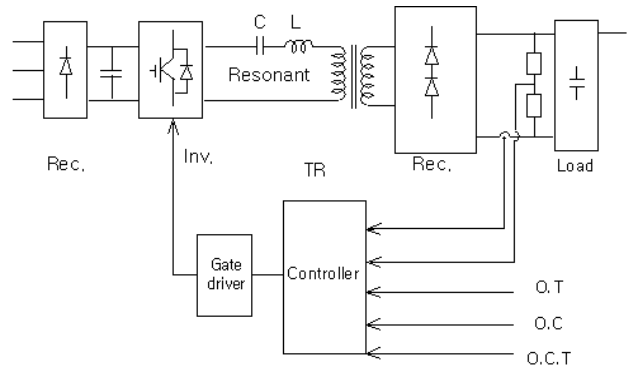 C L
Resonant
Rec.
Inv.
TR
Rec.
Load
Gate
driver
Controller
O.T
O.C
O.C.T